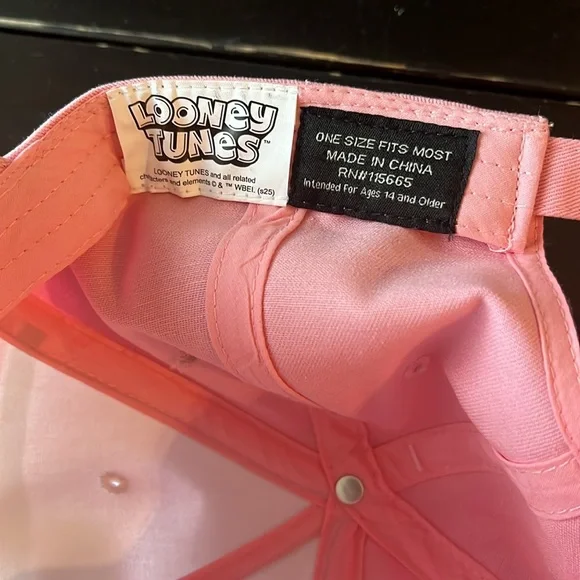 LOONEY
TUNES™
LOONEY TUNES and all related
characters and elements © & ™ WBEI. (s25)
ONE SIZE FITS MOST
MADE IN CHINA
RN#115665
Intended For Ages 14 and Older